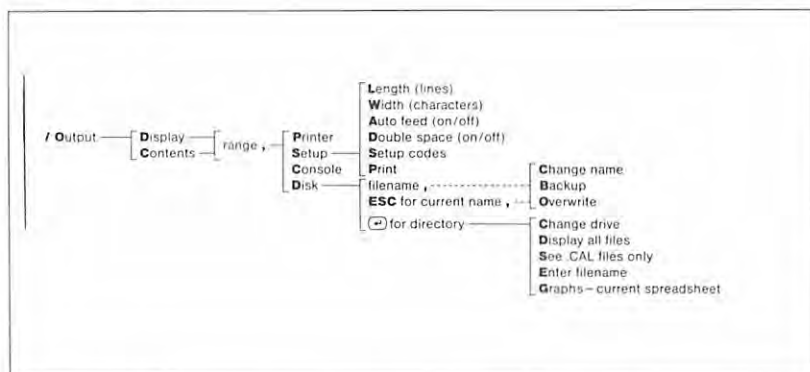 / Output
Display
Contents
range ,
Printer
Setup
Console
Disk
Length (lines)
Width (characters)
Auto feed (on/off)
Double space (on/off)
Setup codes
Print
filename ,
ESC for current name ,
↵ for directory
Change name
Backup
Overwrite
Change drive
Display all files
See .CAL files only
Enter filename
Graphs – current spreadsheet